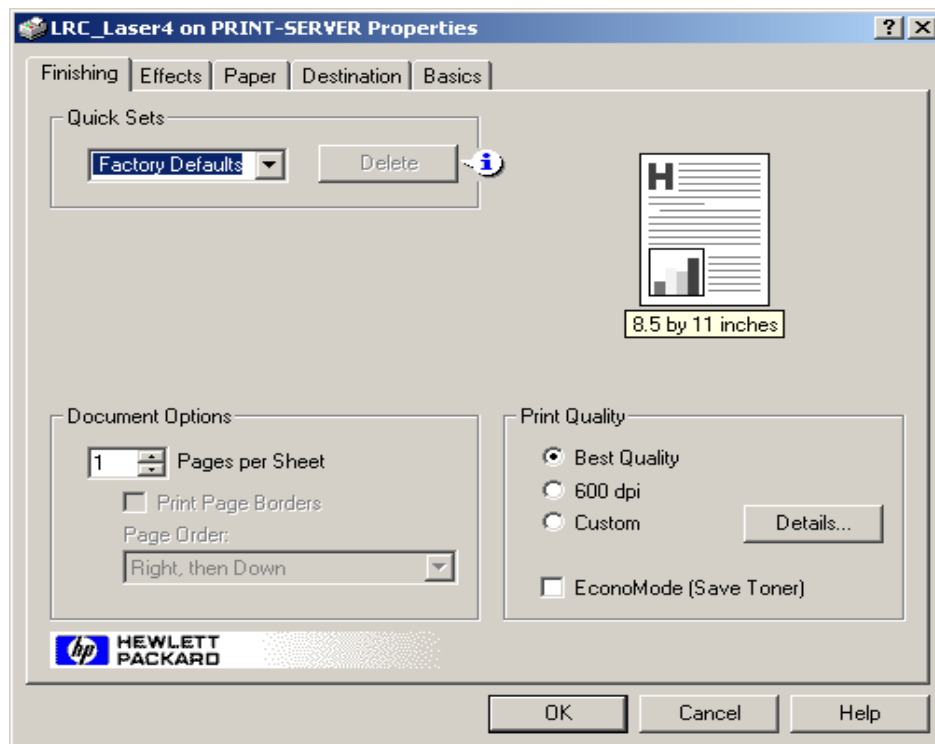 LRC_Laser4 on PRINT-SERVER Properties
Finishing Effects Paper Destination Basics
Quick Sets
Factory Defaults Delete
H
8.5 by 11 inches
Document Options
1 Pages per Sheet
Print Page Borders
Page Order:
Right, then Down
Print Quality
Best Quality
600 dpi
Custom Details...
EconoMode (Save Toner)
hp HEWLETT
PACKARD
OK Cancel Help